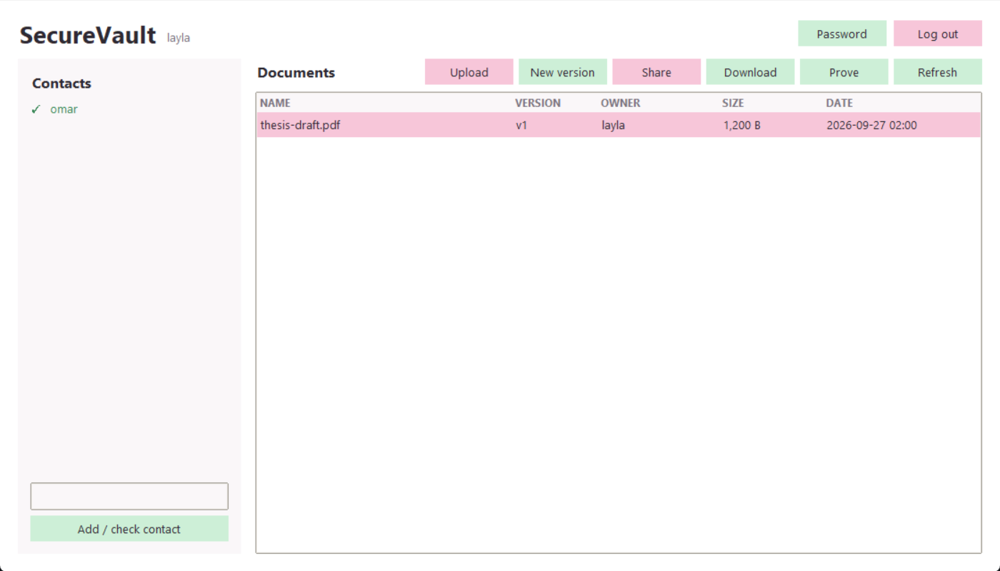 SecureVault layla
Password Log out
Contacts
✓ omar
Add / check contact
Documents
Upload New version Share Download Prove Refresh
NAME VERSION OWNER SIZE DATE
thesis-draft.pdf v1 layla 1,200 B 2026-09-27 02:00